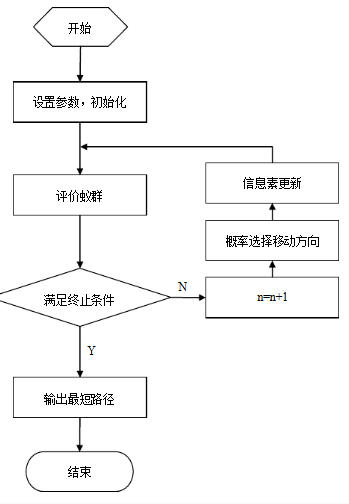 开始
设置参数，初始化
信息素更新
评价蚁群
概率选择移动方向
满足终止条件
N
n=n+1
Y
输出最短路径
结束